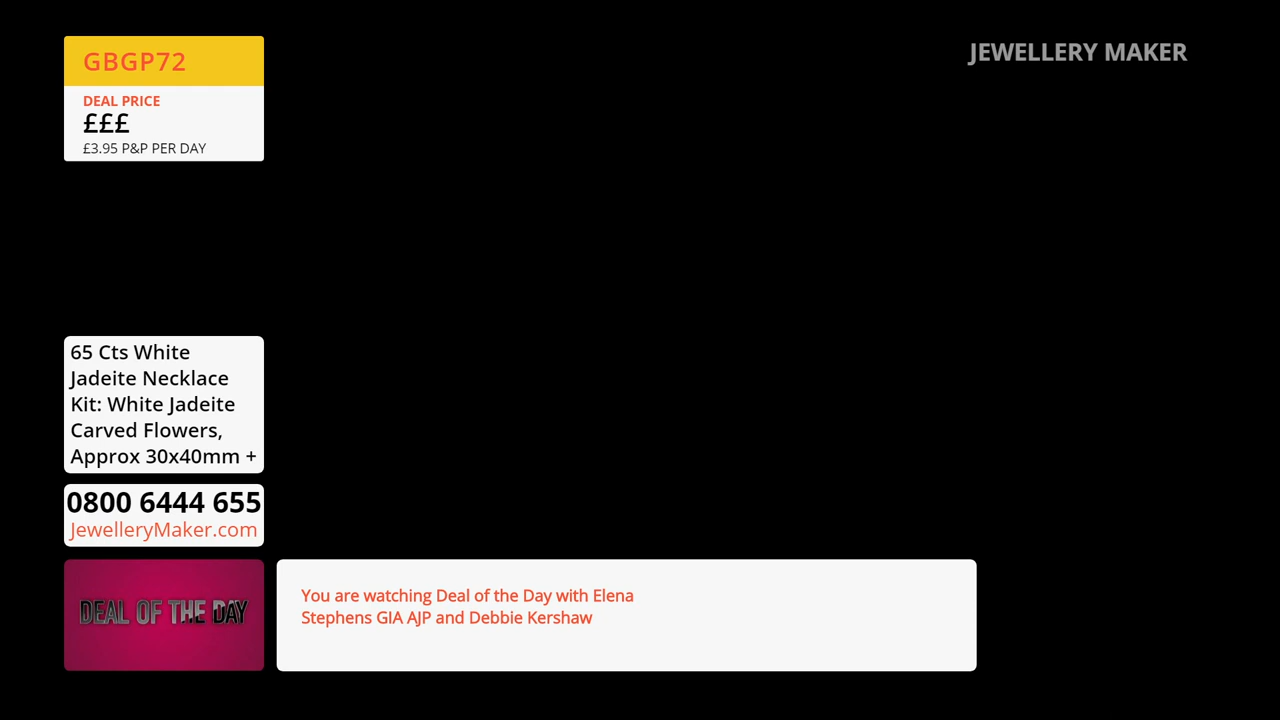 GBGP72
DEAL PRICE
£££
£3.95 P&P PER DAY
JEWELLERY MAKER
65 Cts White
Jadeite Necklace
Kit: White Jadeite
Carved Flowers,
Approx 30x40mm +
0800 6444 655
JewelleryMaker.com
DEAL OF THE DAY
You are watching Deal of the Day with Elena
Stephens GIA AJP and Debbie Kershaw